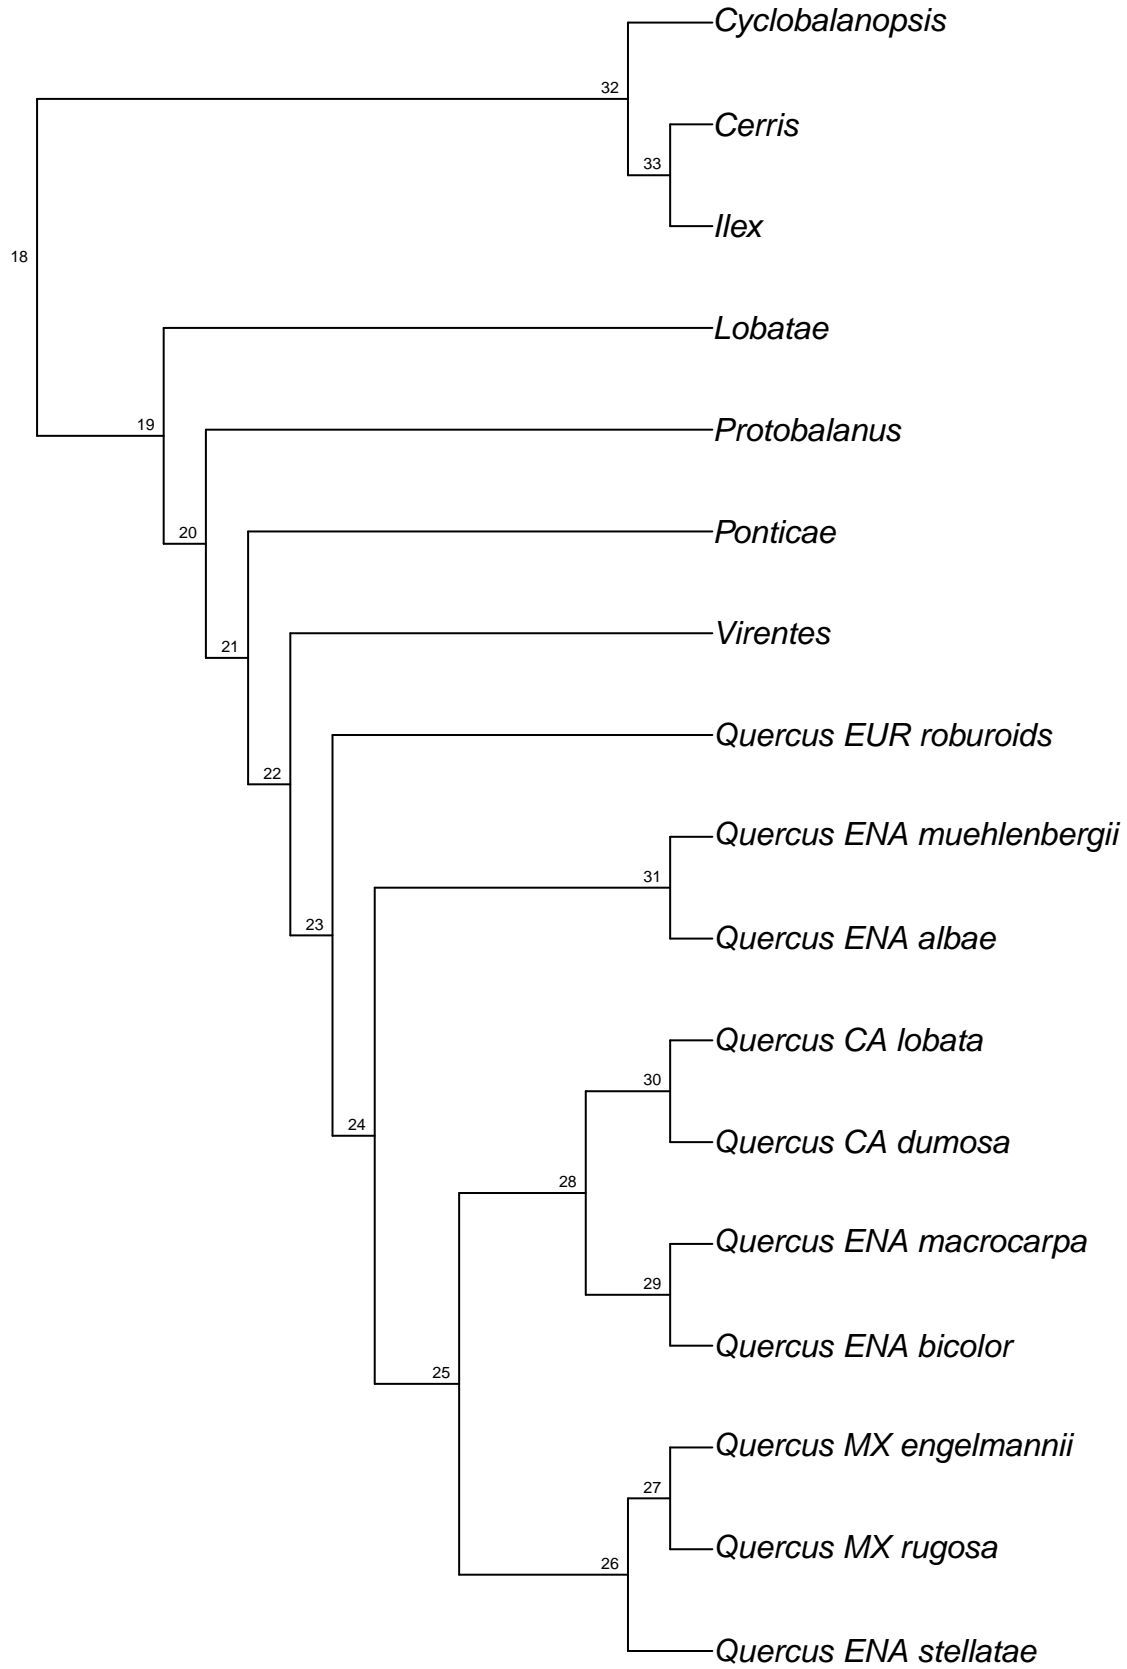 Cyclobalanopsis
32
Cerris
33
Ilex
18
Lobatae
19
Protobalanus
20
Ponticae
21
Virentes
22
Quercus EUR roburoids
23
Quercus ENA muehlenbergii
31
Quercus ENA albae
24
Quercus CA lobata
30
Quercus CA dumosa
28
Quercus ENA macrocarpa
29
Quercus ENA bicolor
25
Quercus MX engelmannii
27
Quercus MX rugosa
26
Quercus ENA stellatae